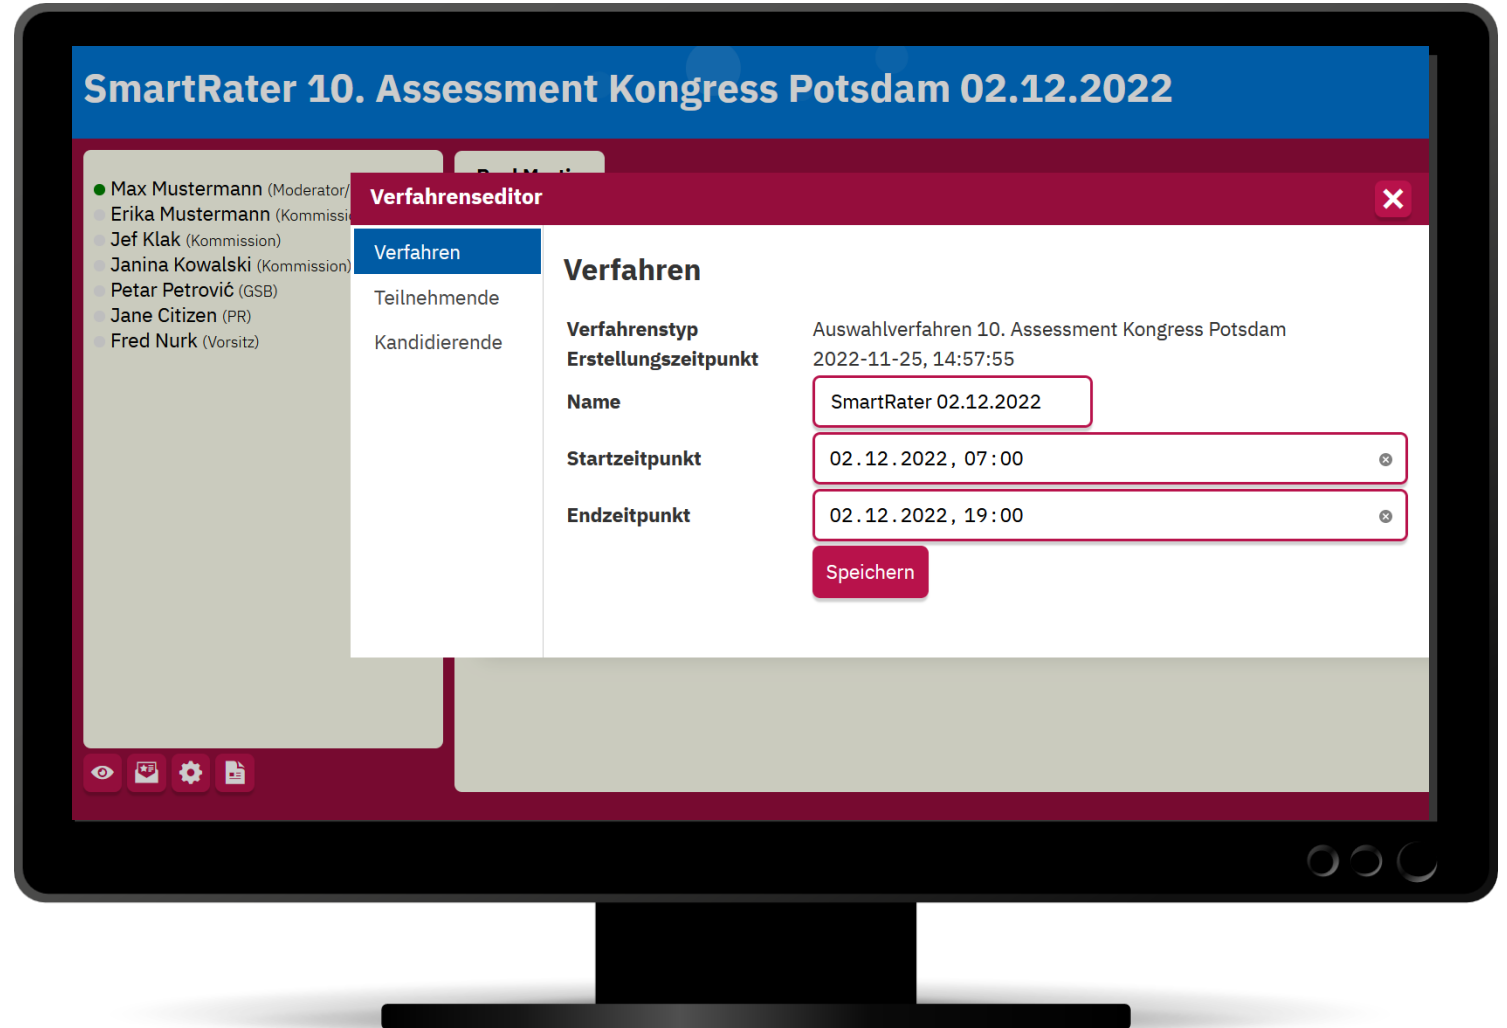 SmartRater 10. Assessment Kongress Potsdam 02.12.2022
Max Mustermann (Moderator/
Erika Mustermann
Jef Klak (Kommission)
Janina Kowalski (Kommission)
Petar Petrović (GSB)
Jane Citizen (PR)
Fred Nurk (Vorsitz)
Verfahrenseditor
Verfahren
Teilnehmende
Kandidierende
Verfahren
Verfahrenstyp Auswahlverfahren 10. Assessment Kongress Potsdam
Erstellungszeitpunkt 2022-11-25, 14:57:55
Name SmartRater 02.12.2022
Startzeitpunkt 02.12.2022, 07:00
Endzeitpunkt 02.12.2022, 19:00
Speichern